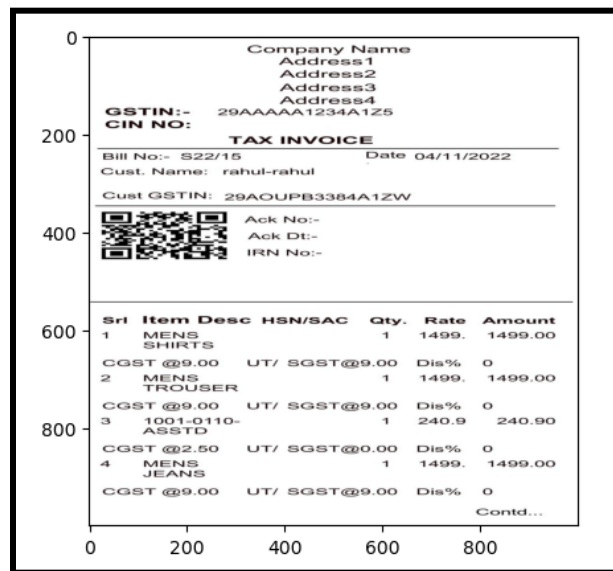 Company Name
Address1
Address2
Address3
Address4
GSTIN:- 29AAAAA1234A1Z5
CIN NO:
TAX INVOICE
Bill No:- S22/15 Date 04/11/2022
Cust. Name: rahul-rahul
Cust GSTIN: 29AOUPB3384A1ZW
Ack No:-
Ack Dt:-
IRN No:-
Srl Item Desc HSN/SAC Qty. Rate Amount
1 MENS 1 1499. 1499.00
SHIRTS
CGST @9.00 UT/ SGST@9.00 Dis% 0
2 MENS 1 1499. 1499.00
TROUSER
CGST @9.00 UT/ SGST@9.00 Dis% 0
3 1001-0110- 1 240.9 240.90
ASSTD
CGST @2.50 UT/ SGST@0.00 Dis% 0
4 MENS 1 1499. 1499.00
JEANS
CGST @9.00 UT/ SGST@9.00 Dis% 0
Contd...
0
200
400
600
800
0 200 400 600 800